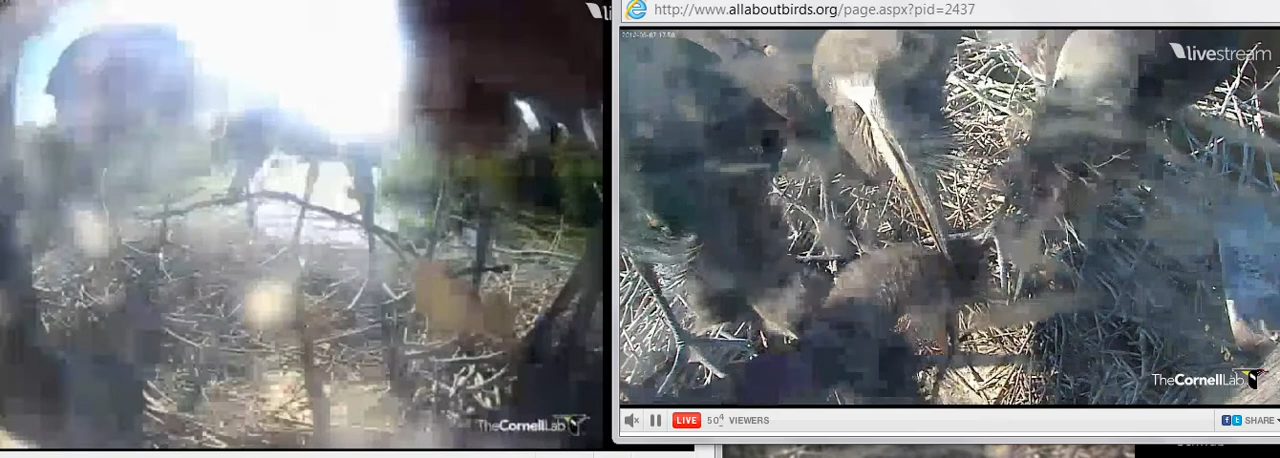 http://www.allaboutbirds.org/page.aspx?pid=2437
livestream
TheCornellLab
TheCornellLab
LIVE
VIEWERS
SHARE